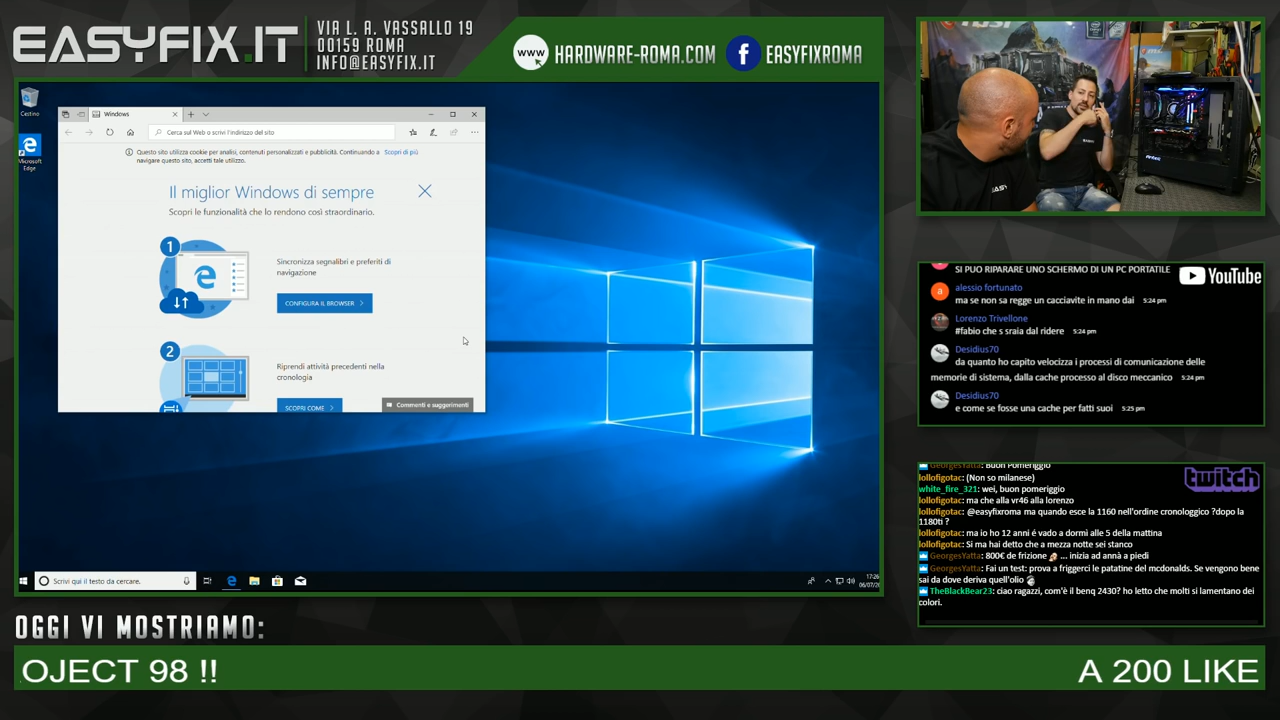 EASYFIX.IT
VIA L. A. VASSALLO 19
00159 ROMA
INFO@EASYFIX.IT
WWW
HARDWARE-ROMA.COM
f
EASYFIXROMA
Cestino
Microsoft
Edge
Windows
Cerca sul Web o scrivi l'indirizzo del sito
Questo sito utilizza cookie per analisi, contenuti personalizzati e pubblicità. Continuando a
navigare questo sito, accetti tale utilizzo.
Scopri di più
Il miglior Windows di sempre
Scopri le funzionalità che lo rendono così straordinario.
1
Sincronizza segnalibri e preferiti di
navigazione
CONFIGURA IL BROWSER
2
Riprendi attività precedenti nella
cronologia
SCOPRI COME
Commenti e suggerimenti
Scrivi qui il testo da cercare.
17:26
06/07/20
antec
SI PUO RIPARARE UNO SCHERMO DI UN PC PORTATILE
YouTube
a
alessio fortunato
ma se non sa regge un cacciavite in mano dai 5:24 pm
Lorenzo Trivellone
#fabio che s sraia dal ridere 5:24 pm
Desidius70
da quanto ho capito velocizza i processi di comunicazione delle
memorie di sistema, dalla cache processo al disco meccanico 5:24 pm
Desidius70
e come se fosse una cache per fatti suoi 5:25 pm
twitch
GeorgesYatta: Buon Pomeriggio
lollofigotac: (Non so milanese)
white_fire_321: wei, buon pomeriggio
lollofigotac: ma che alla vr46 alla lorenzo
lollofigotac: @easyfixroma ma quando esce la 1160 nell'ordine cronologgico ?dopo la
1180ti ?
lollofigotac: ma io ho 12 anni é vado a dormì alle 5 della mattina
lollofigotac: Si ma hai detto che a mezza notte sei stanco
GeorgesYatta: 800€ de frizione ... inizia ad annà a piedi
GeorgesYatta: Fai un test: prova a friggerci le patatine del mcdonalds. Se vengono bene
sai da dove deriva quell'olio
TheBlackBear23: ciao ragazzi, com'è il benq 2430? ho letto che molti si lamentano dei
colori.
OGGI VI MOSTRIAMO:
OJECT 98 !!
A 200 LIKE